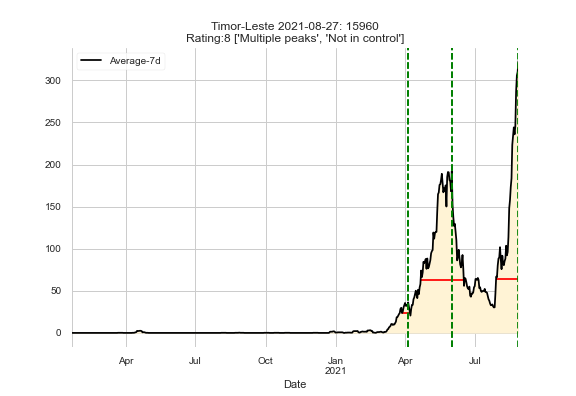 Timor-Leste 2021-08-27: 15960
Rating:8 ['Multiple peaks', 'Not in control']
Average-7d
300
250
200
150
100
50
0
Apr
Jul
Oct
Jan
2021
Apr
Jul
Date